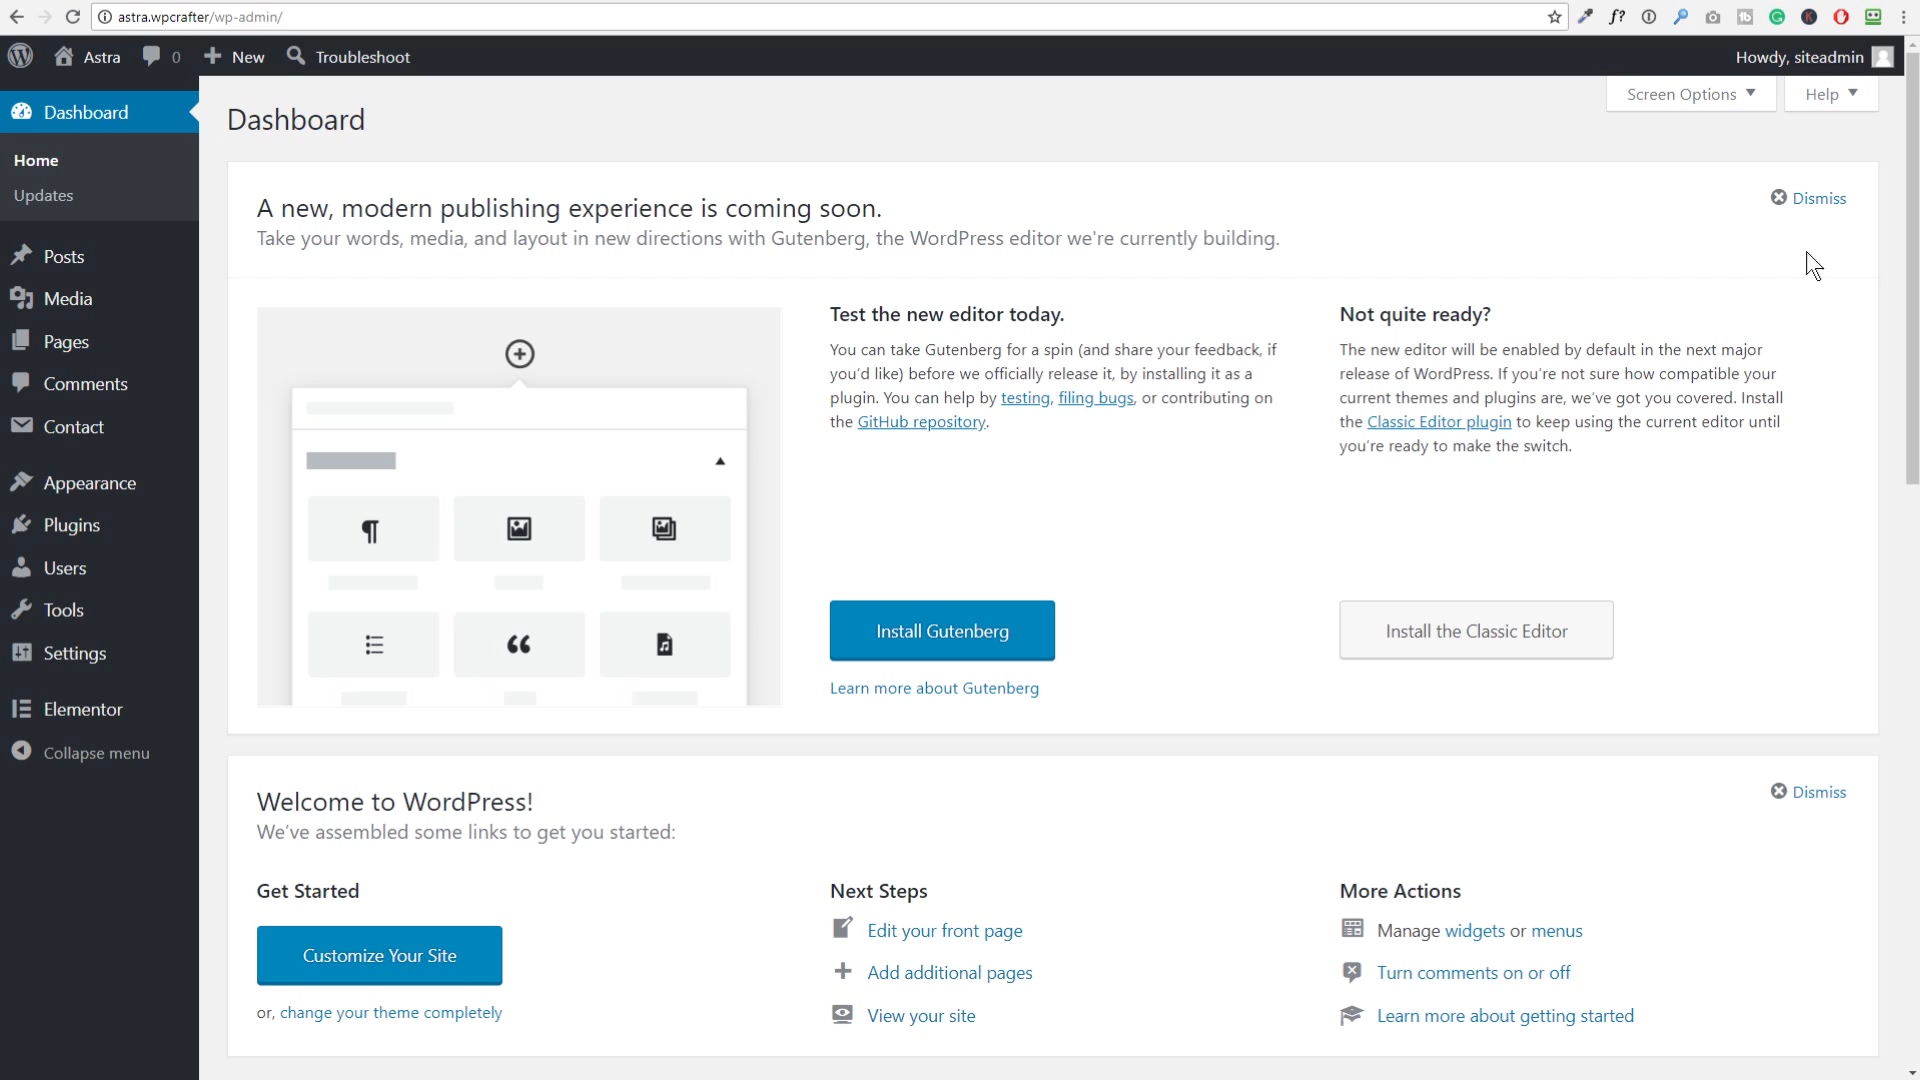 astra.wpcrafter/wp-admin/
Astra 0 New Troubleshoot Howdy, siteadmin
Dashboard
Home
Updates
Posts
Media
Pages
Comments
Contact
Appearance
Plugins
Users
Tools
Settings
Elementor
Collapse menu
Screen Options Help
Dashboard
A new, modern publishing experience is coming soon.
Dismiss
Take your words, media, and layout in new directions with Gutenberg, the WordPress editor we're currently building.
Test the new editor today.
You can take Gutenberg for a spin (and share your feedback, if
you'd like) before we officially release it, by installing it as a
plugin. You can help by testing, filing bugs, or contributing on
the GitHub repository.
Install Gutenberg
Learn more about Gutenberg
Not quite ready?
The new editor will be enabled by default in the next major
release of WordPress. If you're not sure how compatible your
current themes and plugins are, we've got you covered. Install
the Classic Editor plugin to keep using the current editor until
you're ready to make the switch.
Install the Classic Editor
Welcome to WordPress!
Dismiss
We've assembled some links to get you started:
Get Started
Customize Your Site
or, change your theme completely
Next Steps
Edit your front page
Add additional pages
View your site
More Actions
Manage widgets or menus
Turn comments on or off
Learn more about getting started